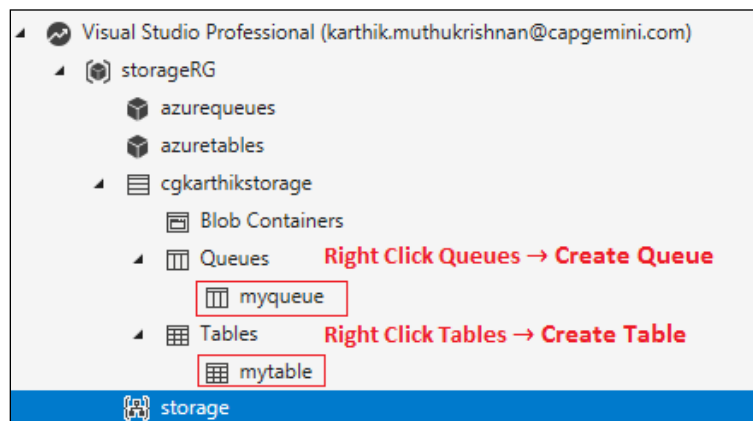 Visual Studio Professional (karthik.muthukrishnan@capgemini.com)
storageRG
azurequeues
azuretables
cgkarthikstorage
Blob Containers
Queues Right Click Queues → Create Queue
myqueue
Tables Right Click Tables → Create Table
mytable
storage